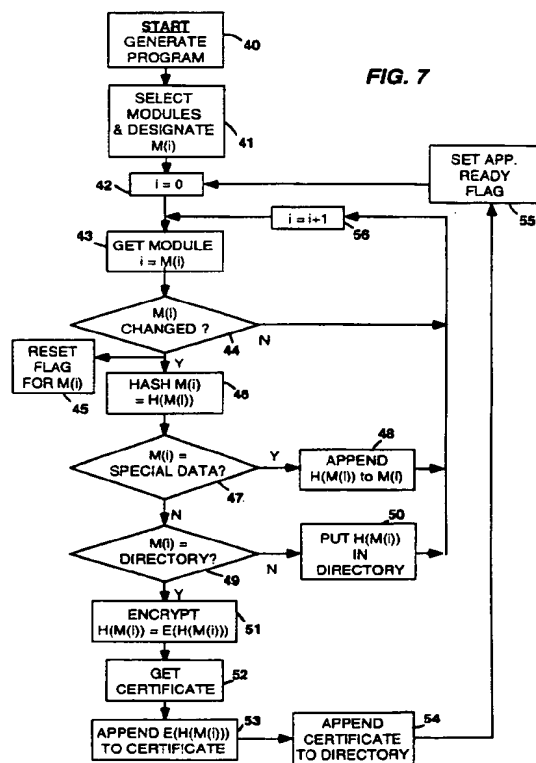 START
GENERATE
PROGRAM
40
FIG. 7
SELECT
MODULES
& DESIGNATE
M(i)
41
SET APP.
READY
FLAG
55
42
i = 0
i = i+1
56
43
GET MODULE
i = M(i)
M(i)
CHANGED ?
44
N
RESET
FLAG
FOR M(i)
45
Y
HASH M(i)
= H(M(i))
46
M(i) =
SPECIAL DATA?
47
Y
48
APPEND
H(M(i)) to M(i)
N
M(i) =
DIRECTORY?
49
N
50
PUT H(M(i))
IN
DIRECTORY
Y
ENCRYPT
H(M(i)) = E(H(M(i)))
51
GET
CERTIFICATE
52
APPEND E(H(M(i)))
TO CERTIFICATE
53
APPEND
CERTIFICATE
TO DIRECTORY
54